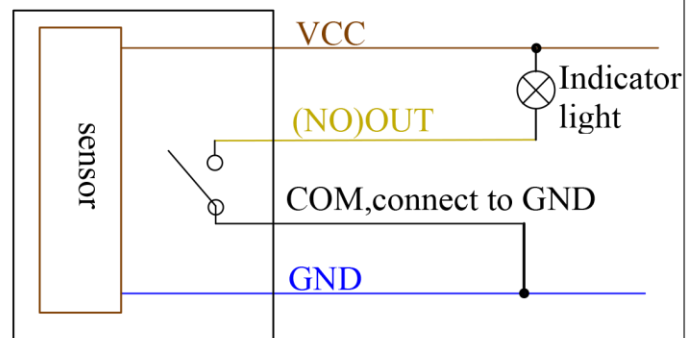 VCC
Indicator
light
(NO)OUT
sensor
COM,connect to GND
GND